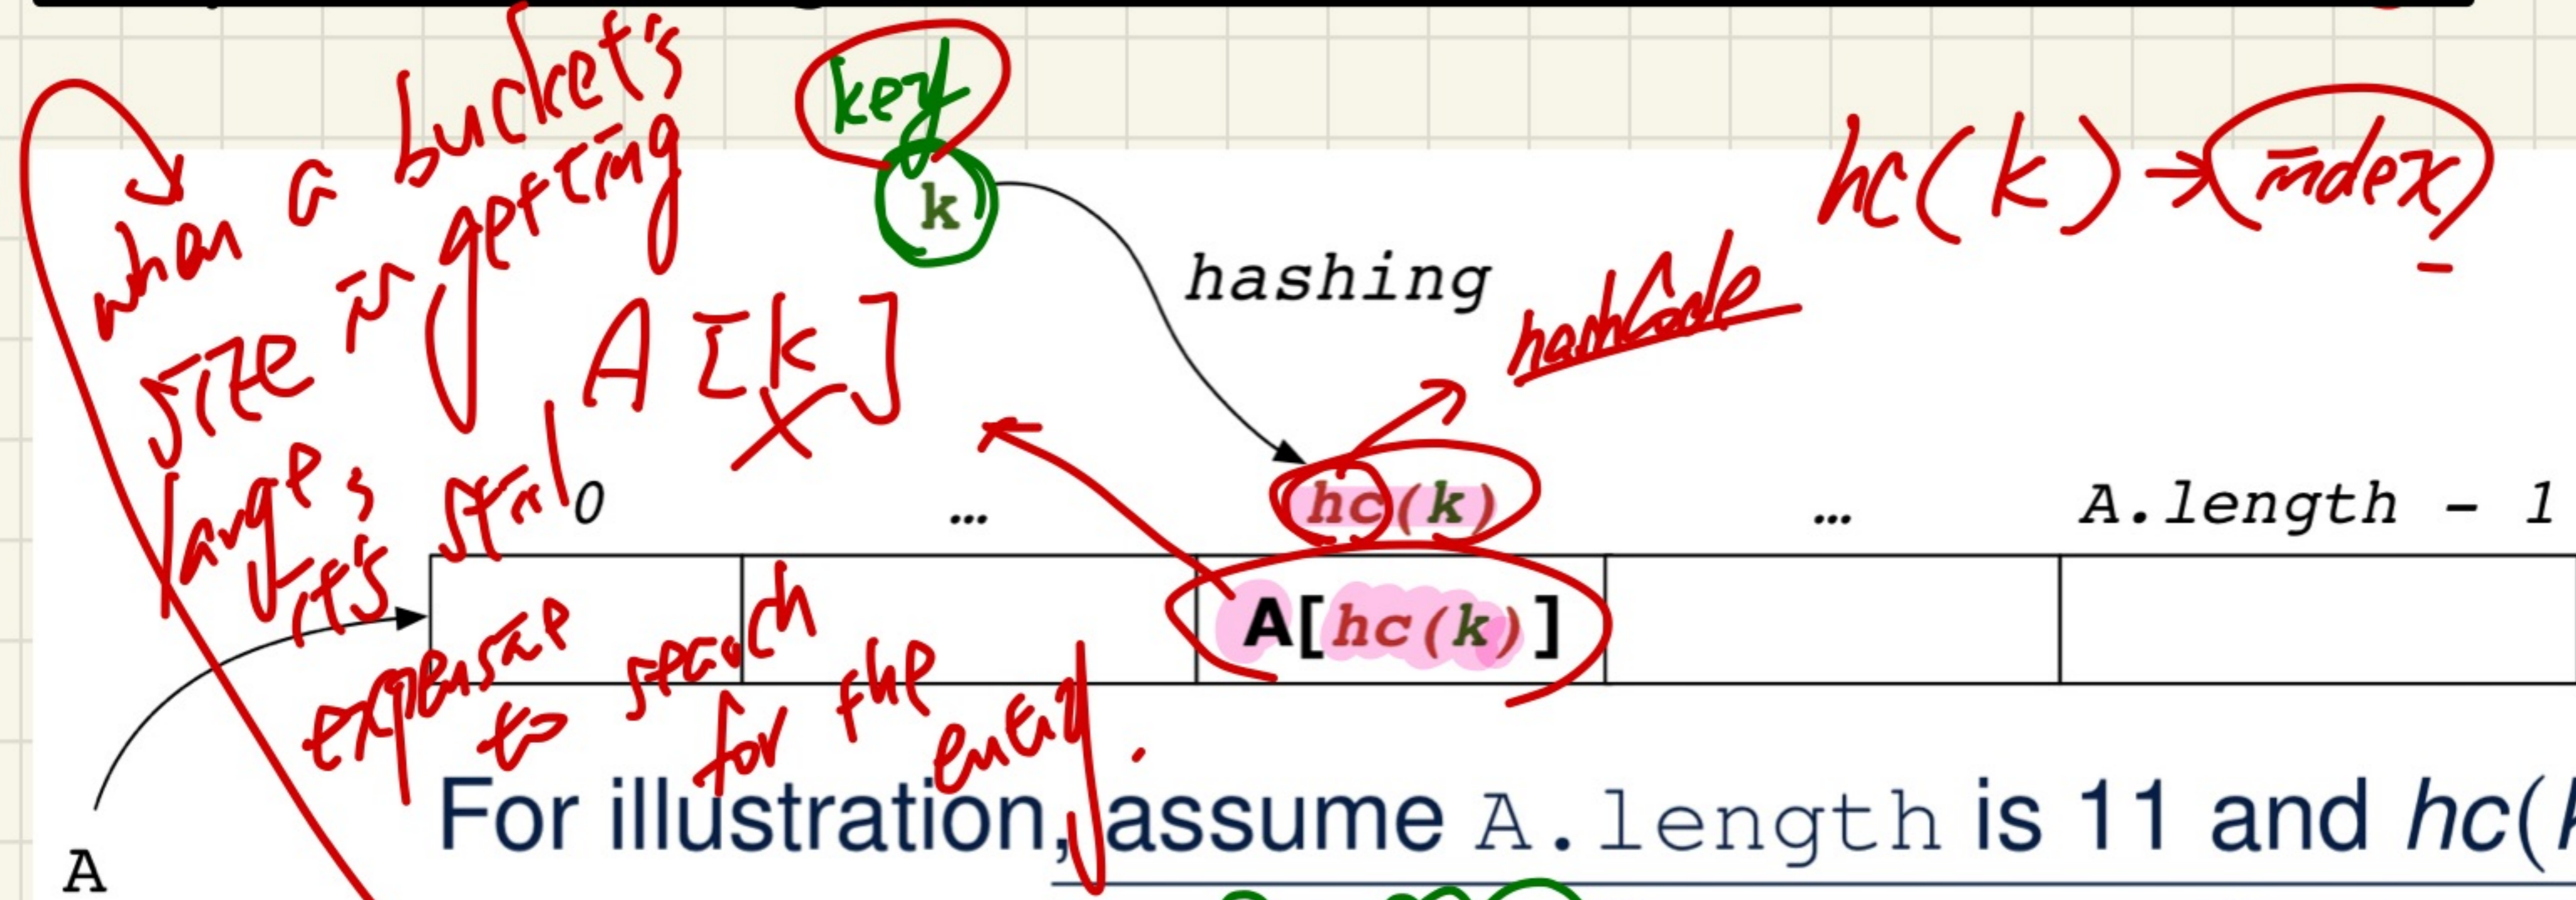 when a bucket's
size is getting
large, it's still
expensive to search for the entry.
key
k
hashing
hc(k) → index
hashCode
A[k]
0 … hc(k) … A.length - 1
A[hc(k)]
A
For illustration, assume A.length is 11 and hc(k